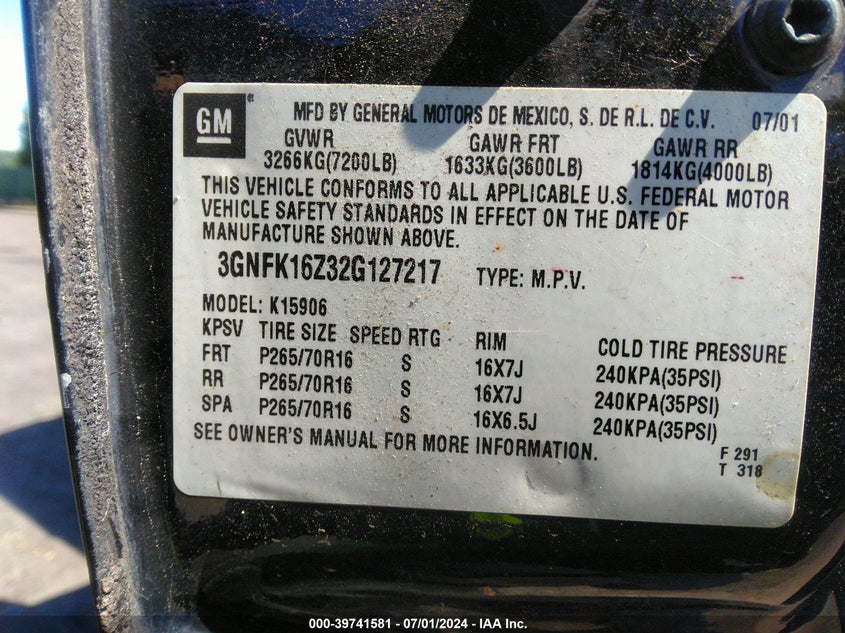 GM
MFD BY GENERAL MOTORS DE MEXICO, S. DE R.L. DE C.V. 07/01
GVWR GAWR FRT GAWR RR
3266KG(7200LB) 1633KG(3600LB) 1814KG(4000LB)
THIS VEHICLE CONFORMS TO ALL APPLICABLE U.S. FEDERAL MOTOR
VEHICLE SAFETY STANDARDS IN EFFECT ON THE DATE OF
MANUFACTURE SHOWN ABOVE.
3GNFK16Z32G127217 TYPE: M.P.V.
MODEL: K15906
KPSV TIRE SIZE SPEED RTG RIM COLD TIRE PRESSURE
FRT P265/70R16 S 16X7J 240KPA(35PSI)
RR P265/70R16 S 16X7J 240KPA(35PSI)
SPA P265/70R16 S 16X6.5J 240KPA(35PSI)
SEE OWNER'S MANUAL FOR MORE INFORMATION.
F 291
T 318
000-39741581 - 07/01/2024 - IAA Inc.